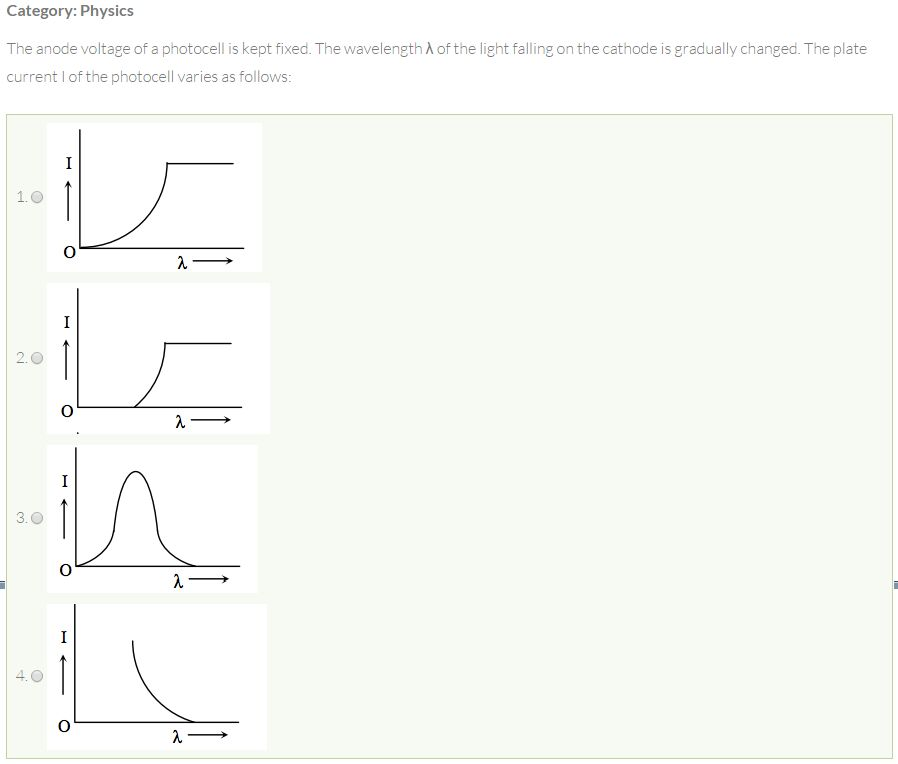 Category: Physics
The anode voltage of a photocell is kept fixed. The wavelength λ of the light falling on the cathode is gradually changed. The plate
current I of the photocell varies as follows:
I
1.
O
λ
I
2.
O
λ
I
3.
O
λ
I
4.
O
λ